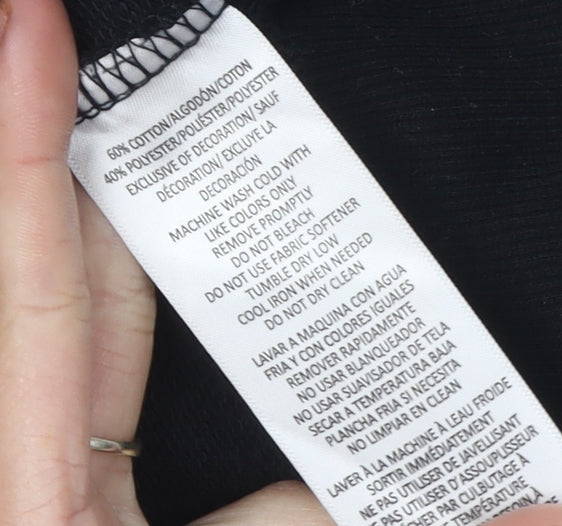 60% COTTON/ALGODÓN/COTON
40% POLYESTER/POLIÉSTER/POLYESTER
EXCLUSIVE OF DECORATION/ SAUF
DÉCORATION/ EXCLUYE LA
DECORACIÓN
MACHINE WASH COLD WITH
LIKE COLORS ONLY
REMOVE PROMPTLY
DO NOT BLEACH
DO NOT USE FABRIC SOFTENER
TUMBLE DRY LOW
COOL IRON WHEN NEEDED
DO NOT DRY CLEAN
LAVAR A MAQUINA CON AGUA
FRIA Y CON COLORES IGUALES
REMOVER RAPIDAMENTE
NO USAR BLANQUEADOR
NO USAR SUAVISADOR DE TELA
SECAR A TEMPERATURA BAJA
PLANCHA FRIA SI NECESITA
NO LIMPIAR EN CLEAN
LAVER À LA MACHINE À LEAU FROIDE
SORTIR IMMÉDIATEMENT
NE PAS UTILISER DE JAVELLISANT
PAS UTILISER D'ASSOUPLISSEUR
PAR CULBUTAGE À
TEMPÉRATURE